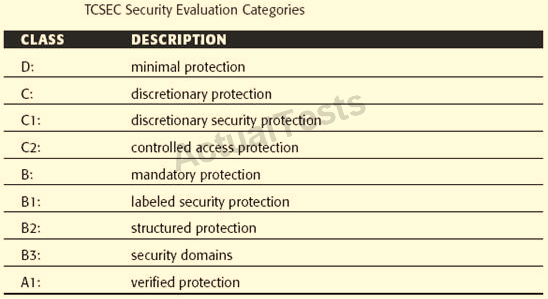 TCSEC Security Evaluation Categories
CLASS DESCRIPTION
D: minimal protection
C: discretionary protection
C1: discretionary security protection
C2: controlled access protection
B: mandatory protection
B1: labeled security protection
B2: structured protection
B3: security domains
A1: verified protection
ActualTests